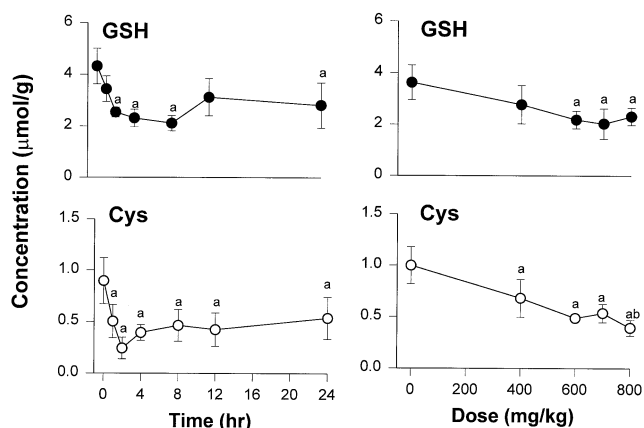 GSH
6
4
2
0
a
a
a
a
GSH
6
4
2
0
a
a
a
Concentration (μmol/g)
Cys
1.5
1.0
0.5
0.0
a
a
a
a
a
a
0 4 8 12 16 20 24
Time (hr)
Cys
1.5
1.0
0.5
0.0
a
a
a
ab
0 200 400 600 800
Dose (mg/kg)